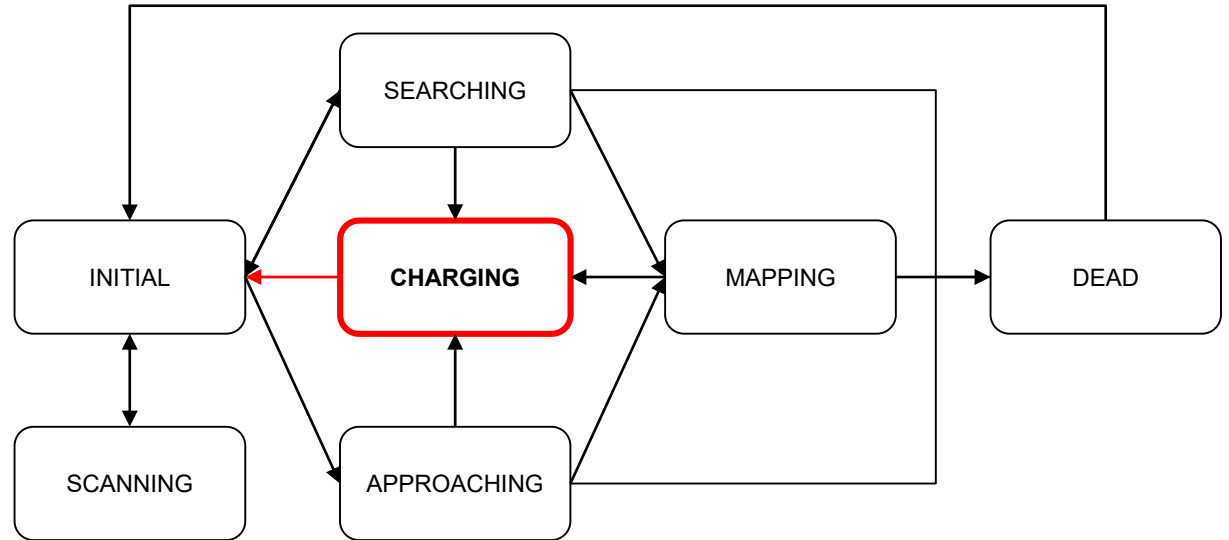 SEARCHING
INITIAL
CHARGING
MAPPING
DEAD
SCANNING
APPROACHING